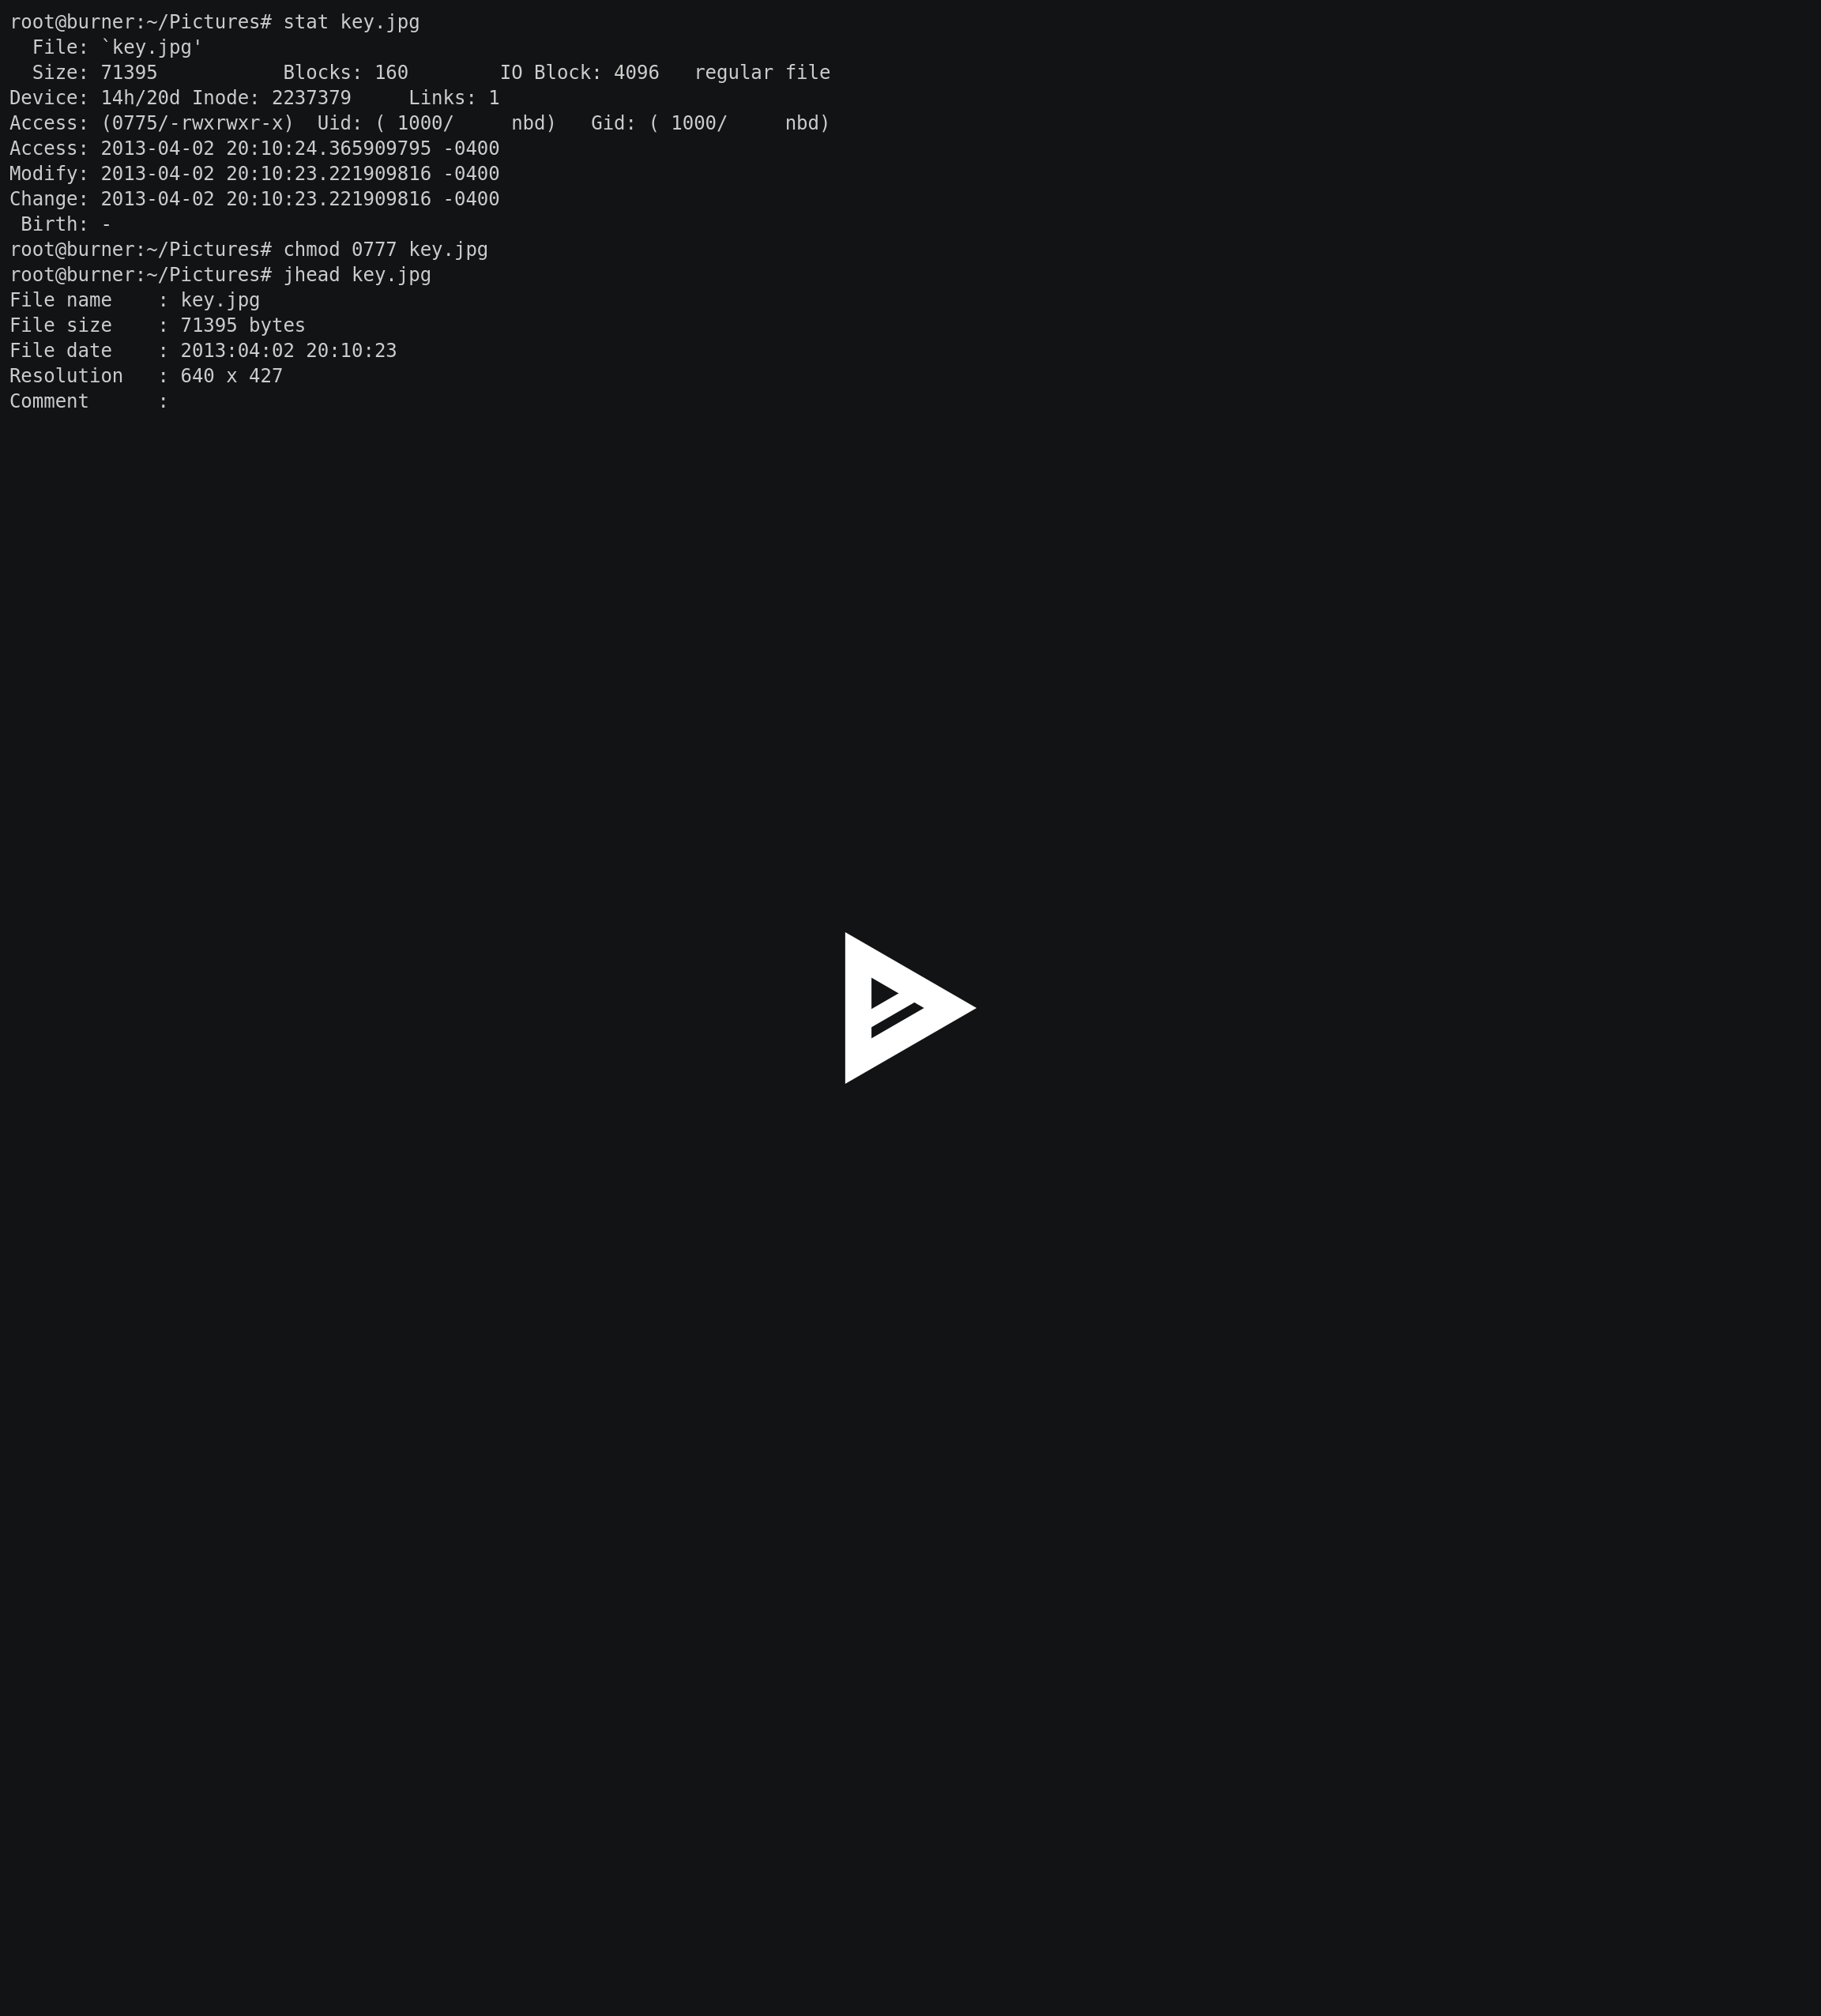 root@burner:~/Pictures# stat key.jpg
  File: `key.jpg'
  Size: 71395           Blocks: 160        IO Block: 4096   regular file
Device: 14h/20d Inode: 2237379     Links: 1
Access: (0775/-rwxrwxr-x)  Uid: ( 1000/     nbd)   Gid: ( 1000/     nbd)
Access: 2013-04-02 20:10:24.365909795 -0400
Modify: 2013-04-02 20:10:23.221909816 -0400
Change: 2013-04-02 20:10:23.221909816 -0400
 Birth: -
root@burner:~/Pictures# chmod 0777 key.jpg
root@burner:~/Pictures# jhead key.jpg
File name    : key.jpg
File size    : 71395 bytes
File date    : 2013:04:02 20:10:23
Resolution   : 640 x 427
Comment      :